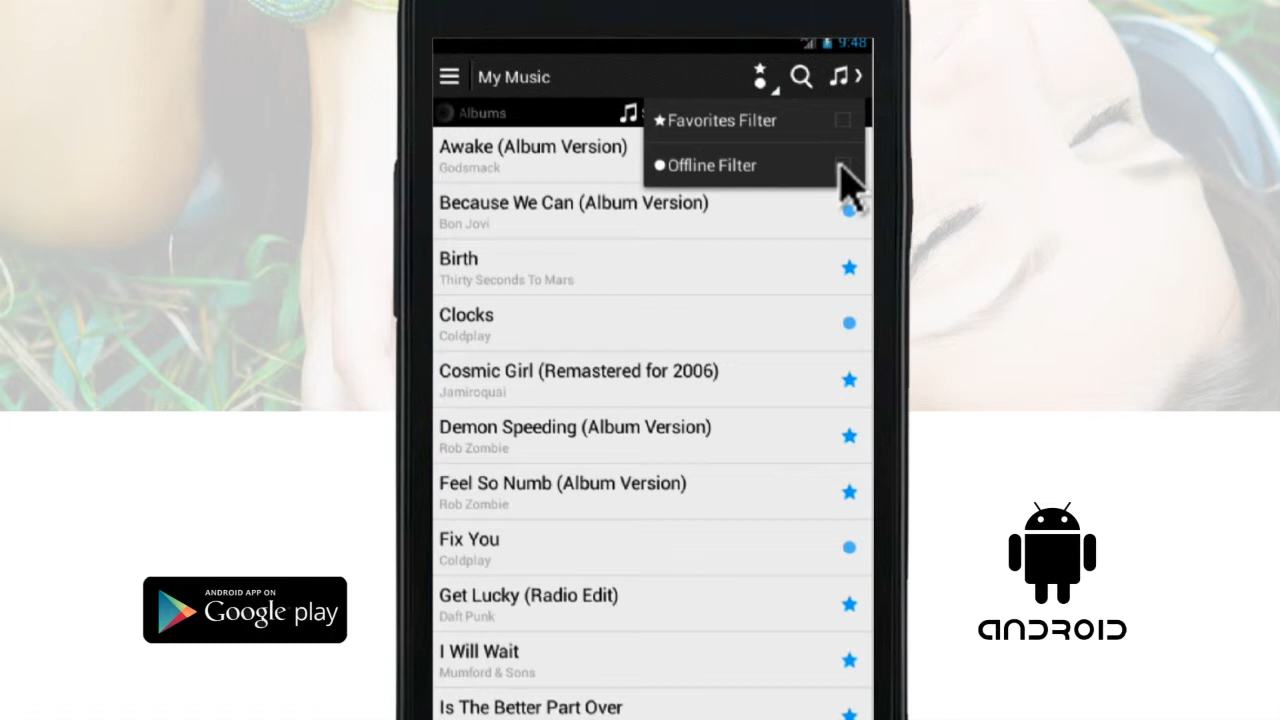 9:48
My Music
Albums
Favorites Filter
Offline Filter
Awake (Album Version)
Godsmack
Because We Can (Album Version)
Bon Jovi
Birth
Thirty Seconds To Mars
Clocks
Coldplay
Cosmic Girl (Remastered for 2006)
Jamiroquai
Demon Speeding (Album Version)
Rob Zombie
Feel So Numb (Album Version)
Rob Zombie
Fix You
Coldplay
Get Lucky (Radio Edit)
Daft Punk
I Will Wait
Mumford & Sons
Is The Better Part Over
ANDROID APP ON
Google play
ANDROID